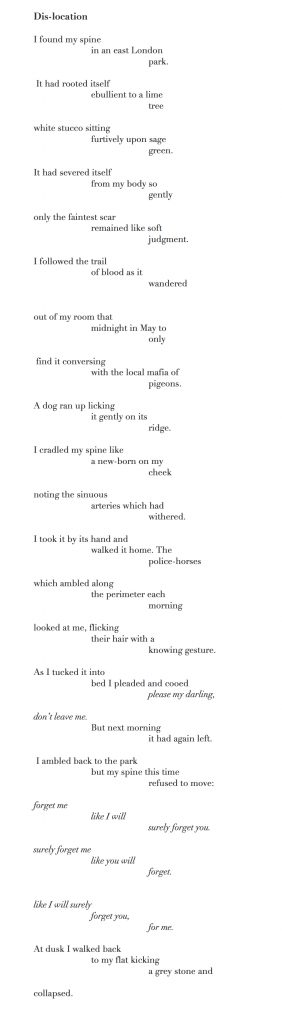 Dis-location
I found my spine
in an east London
park.
It had rooted itself
ebullient to a lime
tree
white stucco sitting
furtively upon sage
green.
It had severed itself
from my body so
gently
only the faintest scar
remained like soft
judgment.
I followed the trail
of blood as it
wandered
out of my room that
midnight in May to
only
find it conversing
with the local mafia of
pigeons.
A dog ran up licking
it gently on its
ridge.
I cradled my spine like
a new-born on my
cheek
noting the sinuous
arteries which had
withered.
I took it by its hand and
walked it home. The
police-horses
which ambled along
the perimeter each
morning
looked at me, flicking
their hair with a
knowing gesture.
As I tucked it into
bed I pleaded and cooed
please my darling,
don't leave me.
But next morning
it had again left.
I ambled back to the park
but my spine this time
refused to move:
forget me
like I will
surely forget you.
surely forget me
like you will
forget.
like I will surely
forget you,
for me.
At dusk I walked back
to my flat kicking
a grey stone and
collapsed.